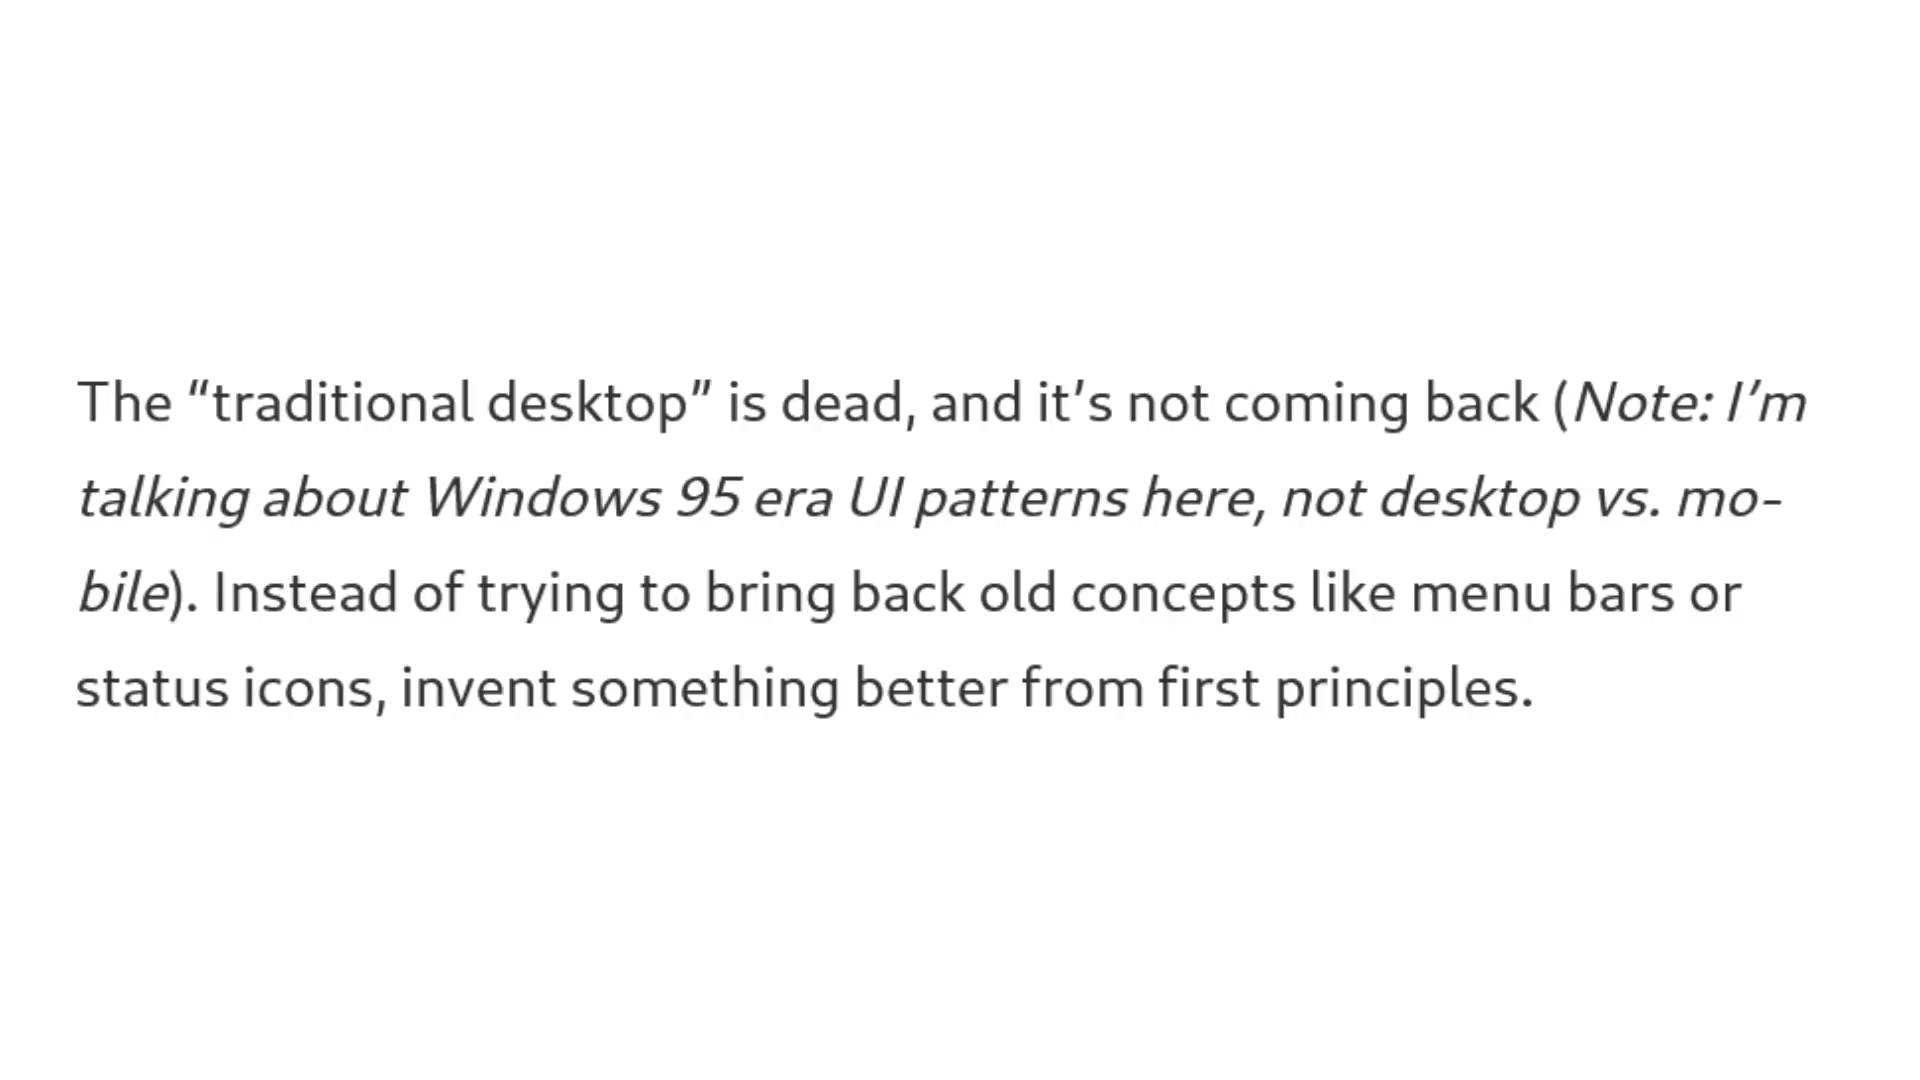 The “traditional desktop” is dead, and it’s not coming back (Note: I’m
talking about Windows 95 era UI patterns here, not desktop vs. mo-
bile). Instead of trying to bring back old concepts like menu bars or
status icons, invent something better from first principles.